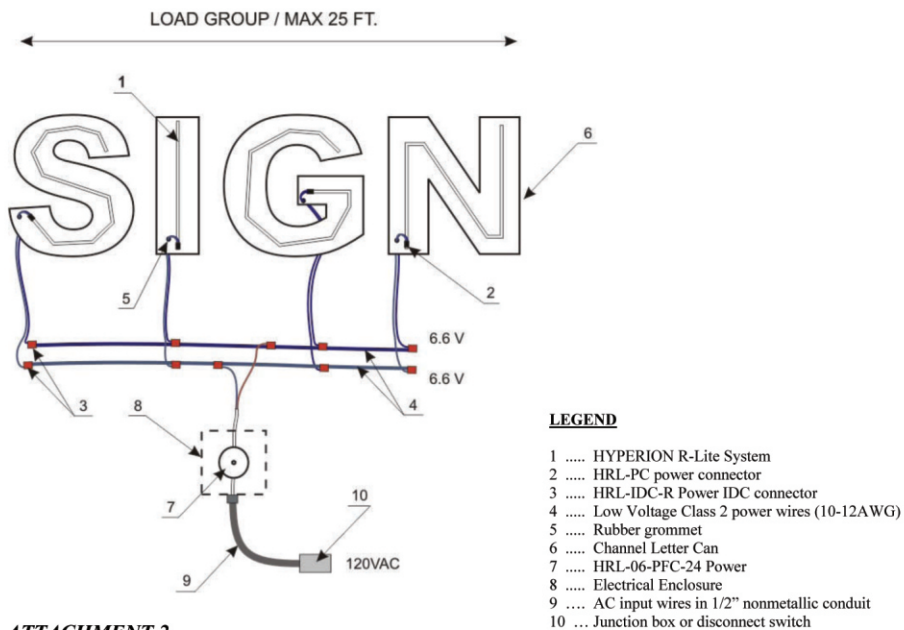 LOAD GROUP / MAX 25 FT.
1
SIGN
6
5
2
6.6 V
6.6 V
3
8
4
7
10
9
120VAC
LEGEND
1 ..... HYPERION R-Lite System
2 ..... HRL-PC power connector
3 ..... HRL-IDC-R Power IDC connector
4 ..... Low Voltage Class 2 power wires (10-12AWG)
5 ..... Rubber grommet
6 ..... Channel Letter Can
7 ..... HRL-06-PFC-24 Power
8 ..... Electrical Enclosure
9 .... AC input wires in 1/2” nonmetallic conduit
10 ... Junction box or disconnect switch
ATTACHMENT 2